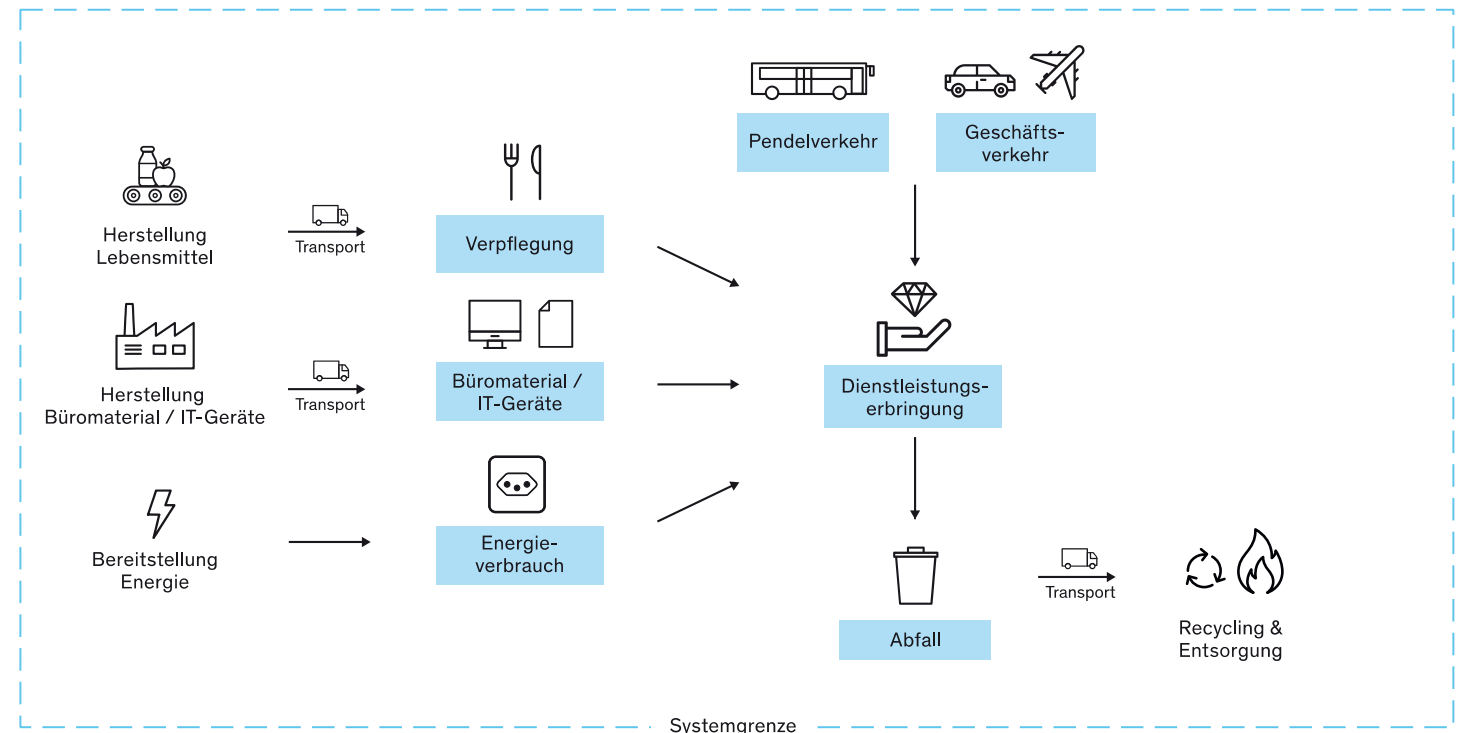 Pendelverkehr
Geschäfts-
verkehr
Herstellung
Lebensmittel
Transport
Verpflegung
Herstellung
Büromaterial / IT-Geräte
Transport
Büromaterial /
IT-Geräte
Dienstleistungs-
erbringung
Bereitstellung
Energie
Energie-
verbrauch
Abfall
Transport
Recycling &
Entsorgung
Systemgrenze